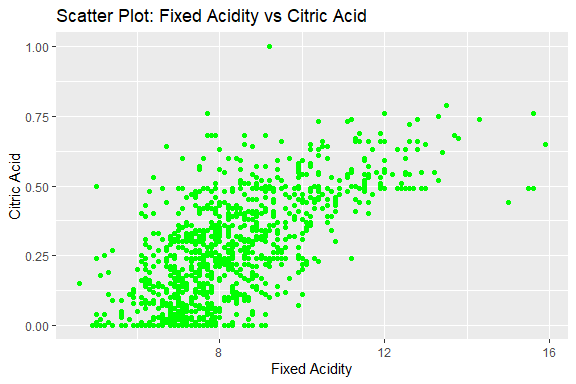 Scatter Plot: Fixed Acidity vs Citric Acid
1.00
0.75
0.50
0.25
0.00
Citric Acid
8
12
16
Fixed Acidity